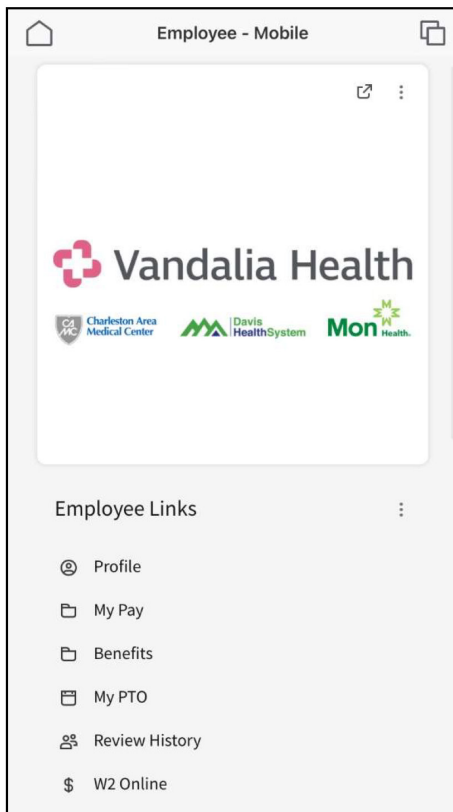 Employee - Mobile
Vandalia Health
CAMC Charleston Area
Medical Center
Davis
HealthSystem
Mon Health.
Employee Links
Profile
My Pay
Benefits
My PTO
Review History
W2 Online